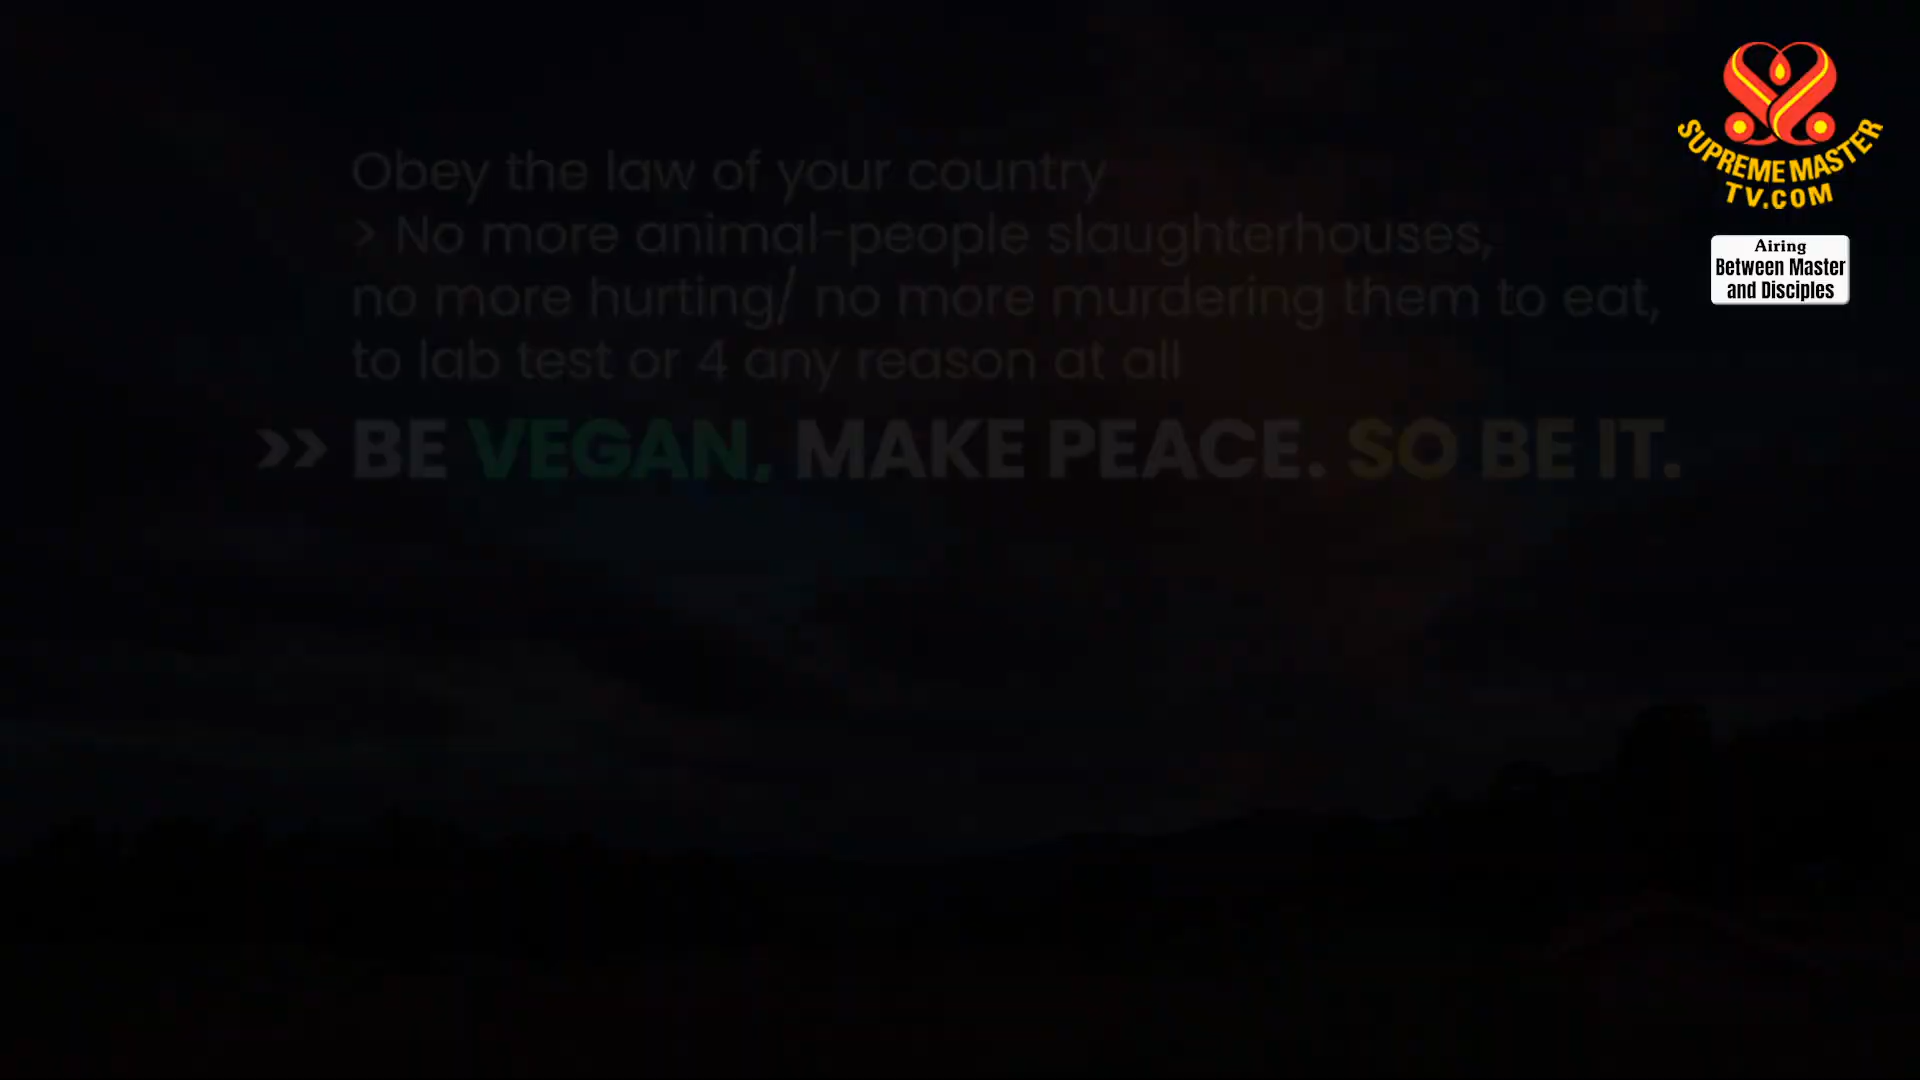 Obey the law of your country
> No more animal-people slaughterhouses,
no more hurting/ no more murdering them to eat,
to lab test or 4 any reason at all
>> BE VEGAN, MAKE PEACE. SO BE IT.
SUPREME MASTER
TV.COM
Airing
Between Master
and Disciples